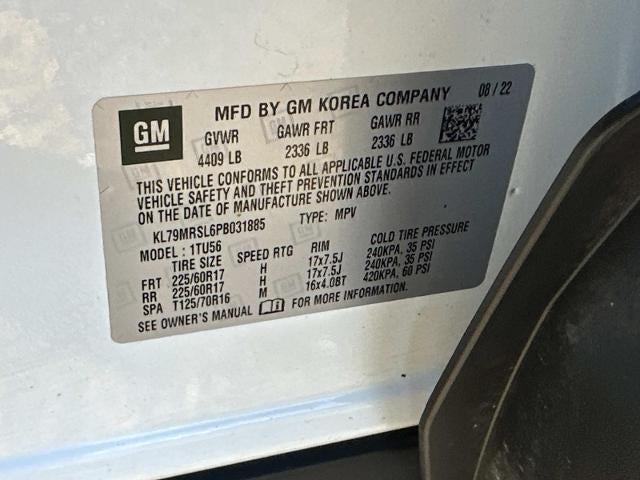 GM
MFD BY GM KOREA COMPANY 08 / 22
GVWR GAWR FRT GAWR RR
4409 LB 2336 LB 2336 LB
THIS VEHICLE CONFORMS TO ALL APPLICABLE U.S. FEDERAL MOTOR
VEHICLE SAFETY AND THEFT PREVENTION STANDARDS IN EFFECT
ON THE DATE OF MANUFACTURE SHOWN ABOVE.
KL79MRSL6PB031885 TYPE: MPV
MODEL : 1TU56
TIRE SIZE SPEED RTG RIM COLD TIRE PRESSURE
FRT 225/60R17 H 17x7.5J 240KPA, 35 PSI
RR 225/60R17 H 17x7.5J 240KPA, 35 PSI
SPA T125/70R16 M 16x4.0BT 420KPA, 60 PSI
SEE OWNER'S MANUAL FOR MORE INFORMATION.